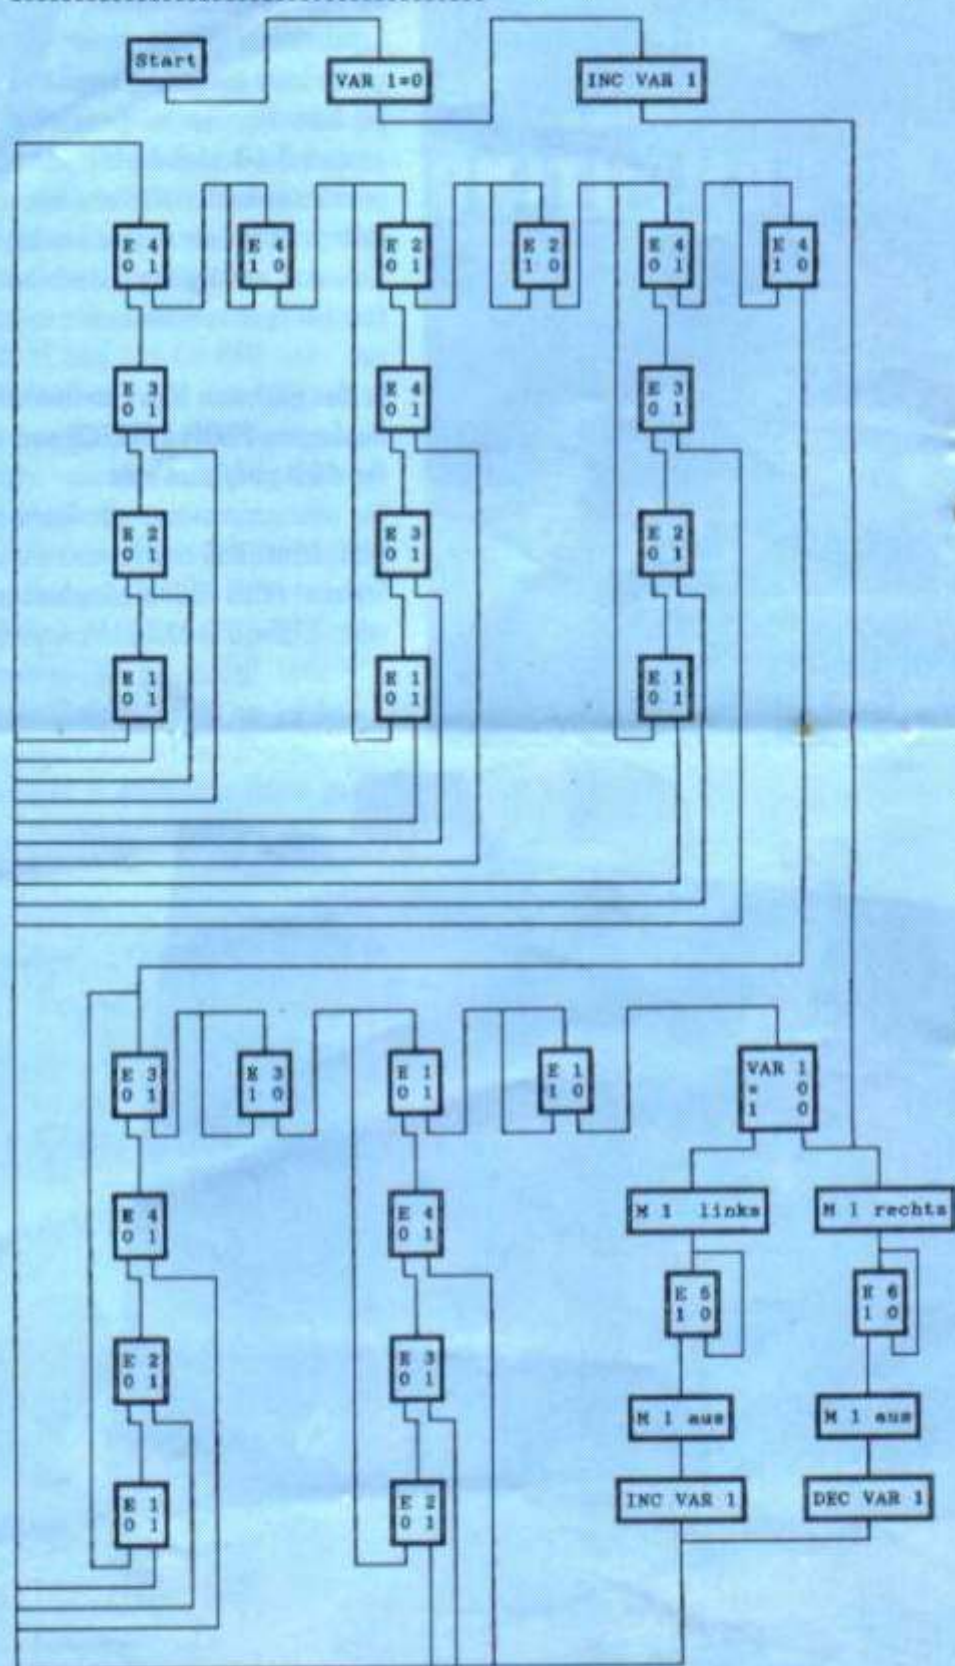 Start
VAR 1=0
INC VAR 1
E 4
0 1
E 4
1 0
E 2
0 1
E 2
1 0
E 4
0 1
E 4
1 0
E 3
0 1
E 4
0 1
E 3
0 1
E 2
0 1
E 3
0 1
E 2
0 1
E 1
0 1
E 1
0 1
E 1
0 1
E 3
0 1
E 3
1 0
E 1
0 1
E 1
1 0
VAR 1
= 0
1 0
E 4
0 1
E 4
0 1
M 1 links
M 1 rechts
E 5
1 0
E 6
1 0
E 2
0 1
E 3
0 1
M 1 aus
M 1 aus
E 1
0 1
E 2
0 1
INC VAR 1
DEC VAR 1